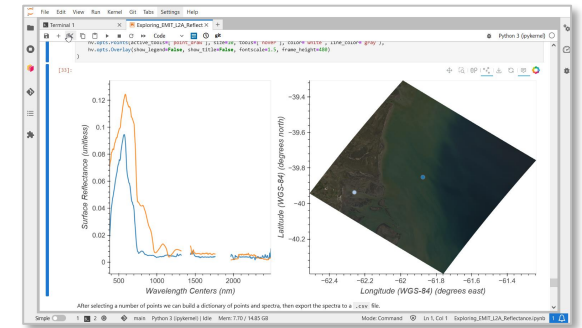 File Edit View Run Kernel Git Tabs Settings Help
Terminal 1 × Exploring_EMIT_L2A_Reflect × +
Code git Python 3 (ipykernel)
hv.opts.Points(active_tools=['point_draw'], size=10, tools=['hover'], color='white', line_color='gray'),
hv.opts.Overlay(show_legend=False, show_title=False, fontscale=1.5, frame_height=480)
)
Surface Reflectance (unitless)
0.12
0.1
0.08
0.06
0.04
0.02
0
500 1000 1500 2000
Wavelength Centers (nm)
Latitude (WGS-84) (degrees north)
−39.4
−39.6
−39.8
−40
−40.2
−62.4 −62.2 −62 −61.8 −61.6 −61.4
Longitude (WGS-84) (degrees east)
After selecting a number of points we can build a dictionary of points and spectra, then export the spectra to a .csv file.
Simple 1 2 main Python 3 (ipykernel) | Idle Mem: 7.70 / 14.85 GB Mode: Command Ln 1, Col 1 Exploring_EMIT_L2A_Reflectance.ipynb 1